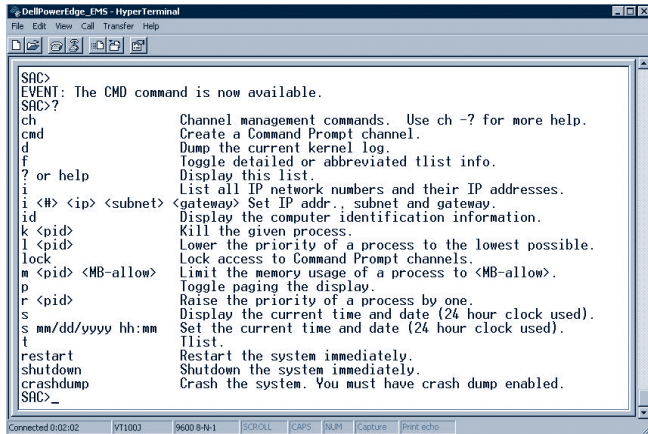 DellPowerEdge_EMS - HyperTerminal
File Edit View Call Transfer Help
SAC>
EVENT: The CMD command is now available.
SAC>?
ch Channel management commands. Use ch -? for more help.
cmd Create a Command Prompt channel.
d Dump the current kernel log.
f Toggle detailed or abbreviated tlist info.
? or help Display this list.
i List all IP network numbers and their IP addresses.
i <#> <ip> <subnet> <gateway> Set IP addr., subnet and gateway.
id Display the computer identification information.
k <pid> Kill the given process.
l <pid> Lower the priority of a process to the lowest possible.
lock Lock access to Command Prompt channels.
m <pid> <MB-allow> Limit the memory usage of a process to <MB-allow>.
p Toggle paging the display.
r <pid> Raise the priority of a process by one.
s Display the current time and date (24 hour clock used).
s mm/dd/yyyy hh:mm Set the current time and date (24 hour clock used).
t Tlist.
restart Restart the system immediately.
shutdown Shutdown the system immediately.
crashdump Crash the system. You must have crash dump enabled.
SAC>_
Connected 0:02:02 VT100J 9600 8-N-1 SCROLL CAPS NUM Capture Print echo